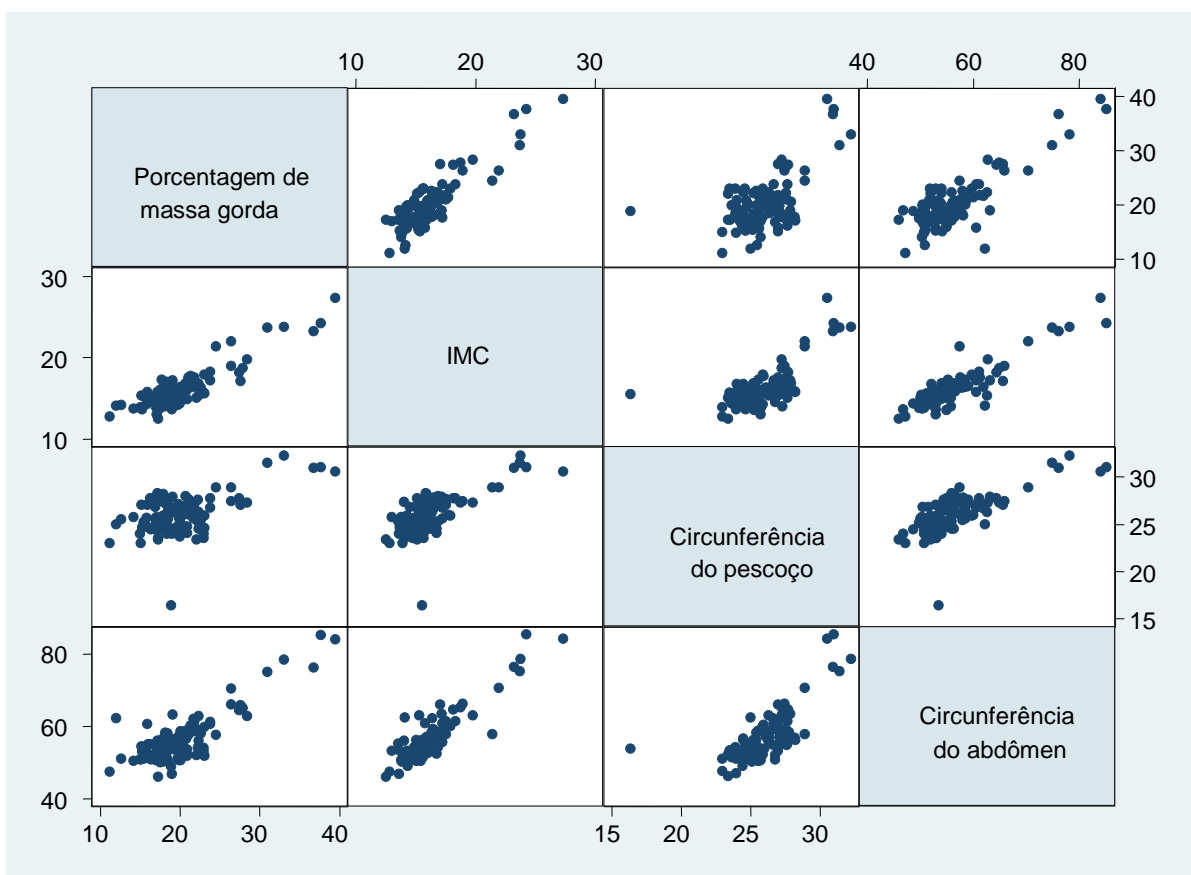 10 20 30 40 60 80
Porcentagem de
massa gorda
40
30
20
10
30
20
10
IMC
Circunferência
do pescoço
30
25
20
15
80
60
40
Circunferência
do abdômen
10 20 30 40 15 20 25 30